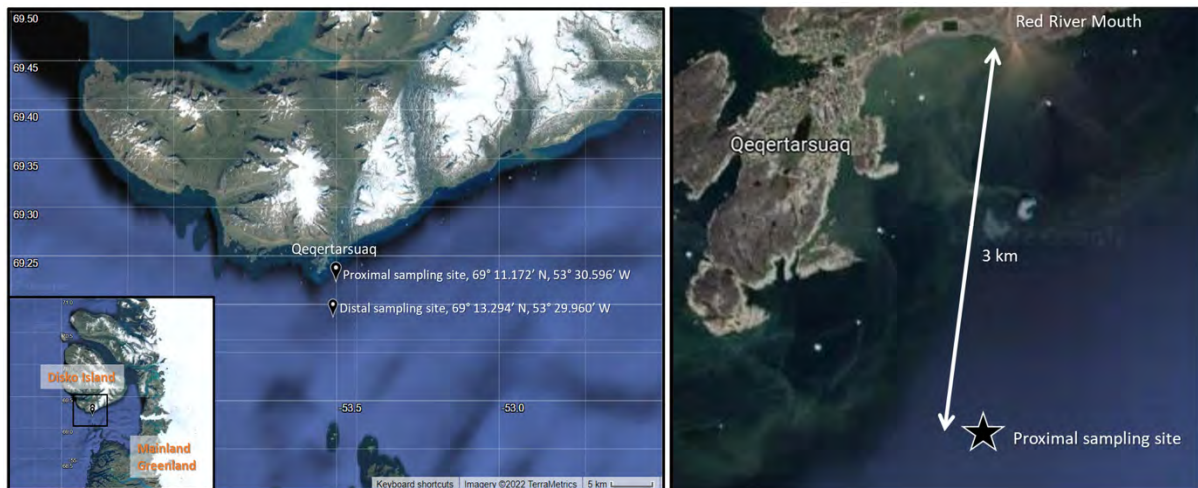 69.50
69.45
69.40
69.35
69.30
69.25
Qeqertarsuaq
Proximal sampling site, 69° 11.172’ N, 53° 30.596’ W
Distal sampling site, 69° 13.294’ N, 53° 29.960’ W
-53.5
-53.0
Disko Island
Mainland
Greenland
Keyboard shortcuts
Imagery ©2022 TerraMetrics
5 km
Red River Mouth
Qeqertarsuaq
3 km
Proximal sampling site